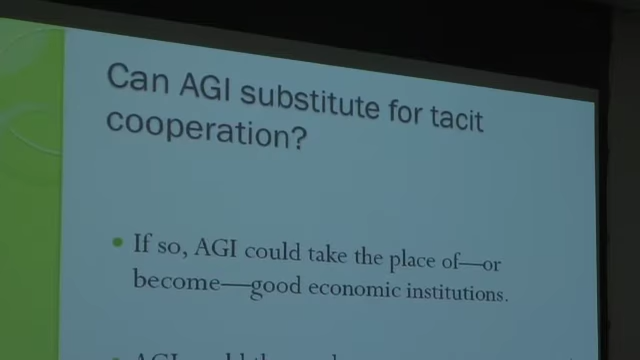 Can AGI substitute for tacit
cooperation?
• If so, AGI could take the place of—or
become—good economic institutions.
• AGI